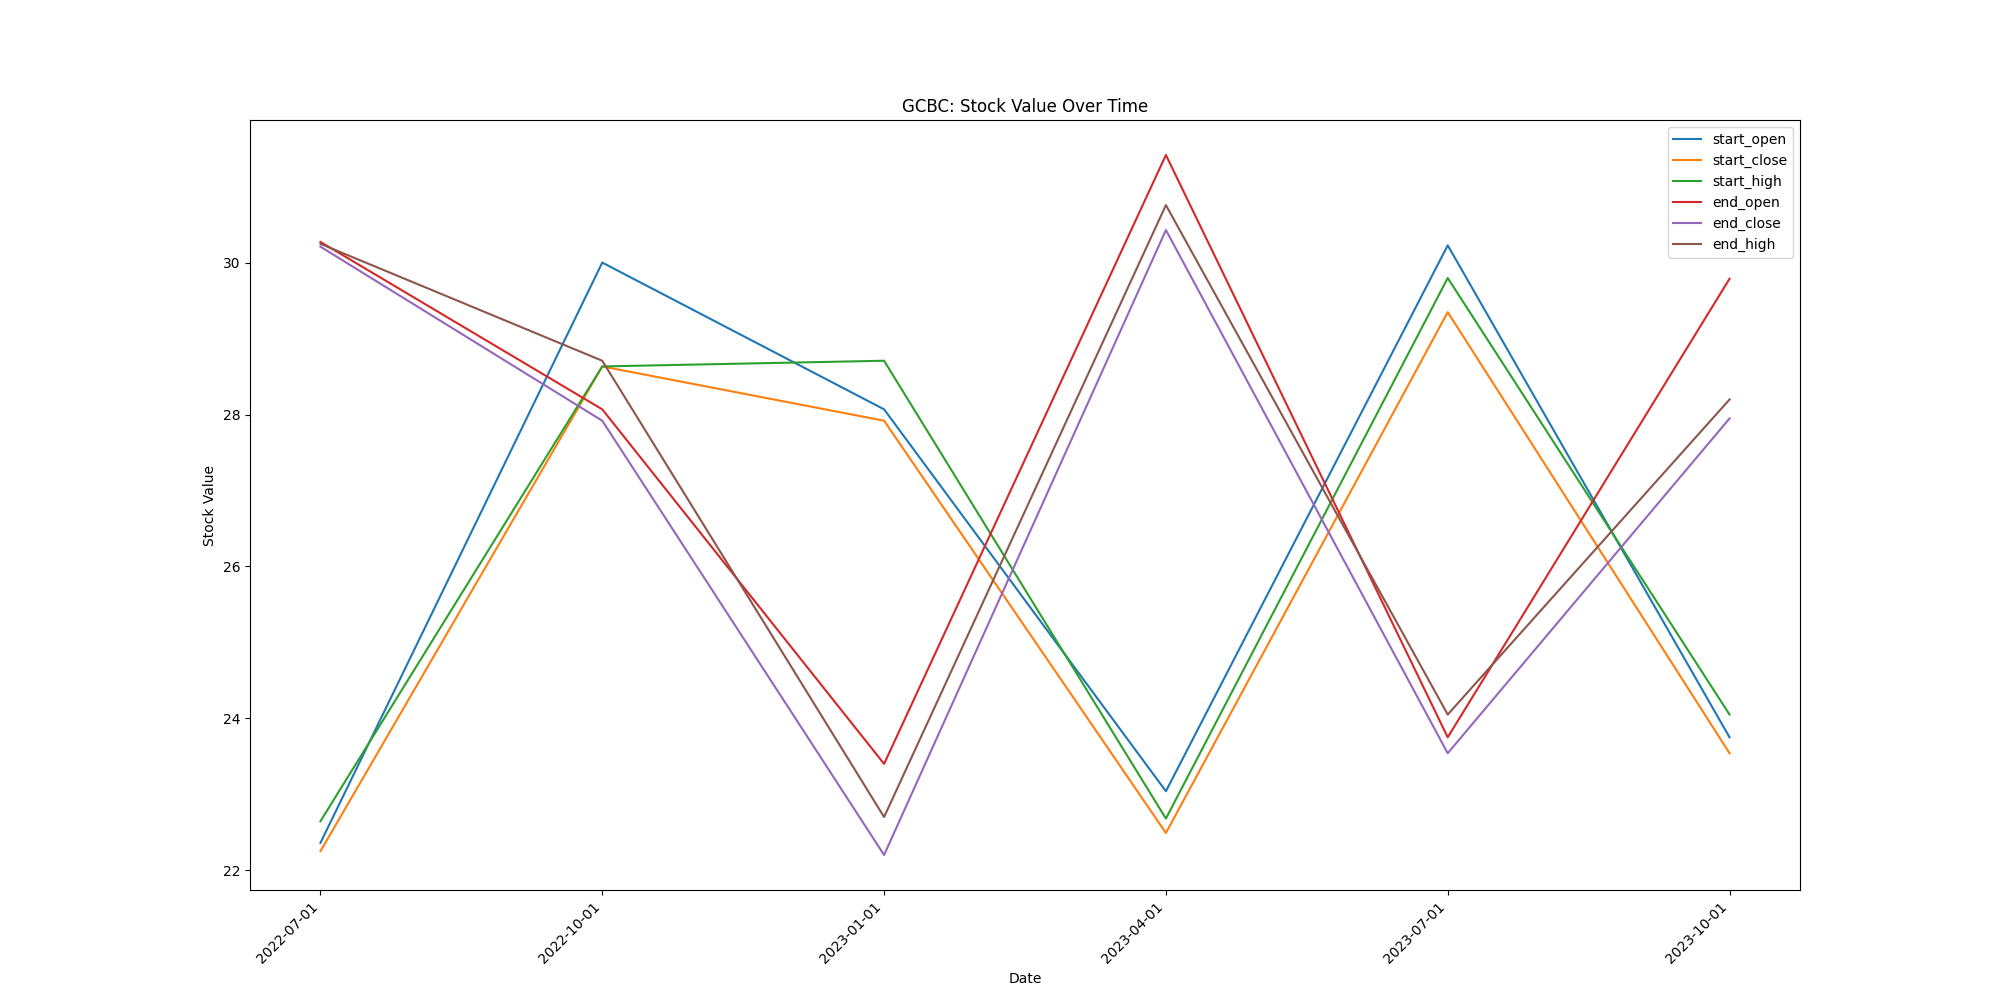 GCBC: Stock Value Over Time
start_open
start_close
start_high
end_open
end_close
end_high
30
28
26
24
22
Stock Value
2022-07-01
2022-10-01
2023-01-01
2023-04-01
2023-07-01
2023-10-01
Date